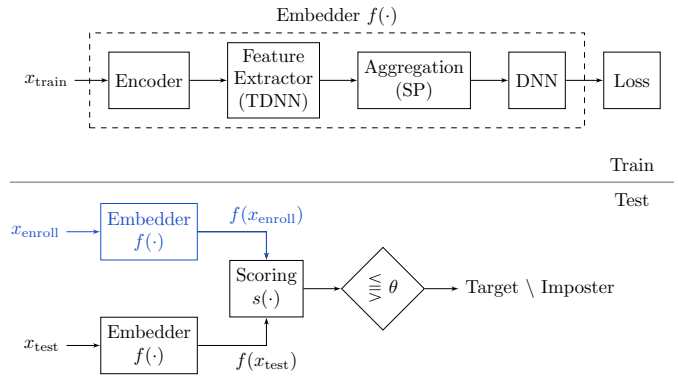 Embedder f(·)
x_train
Encoder
Feature
Extractor
(TDNN)
Aggregation
(SP)
DNN
Loss
Train
Test
x_enroll
Embedder
f(·)
f(x_enroll)
Scoring
s(·)
⋚ θ
Target \ Imposter
x_test
Embedder
f(·)
f(x_test)